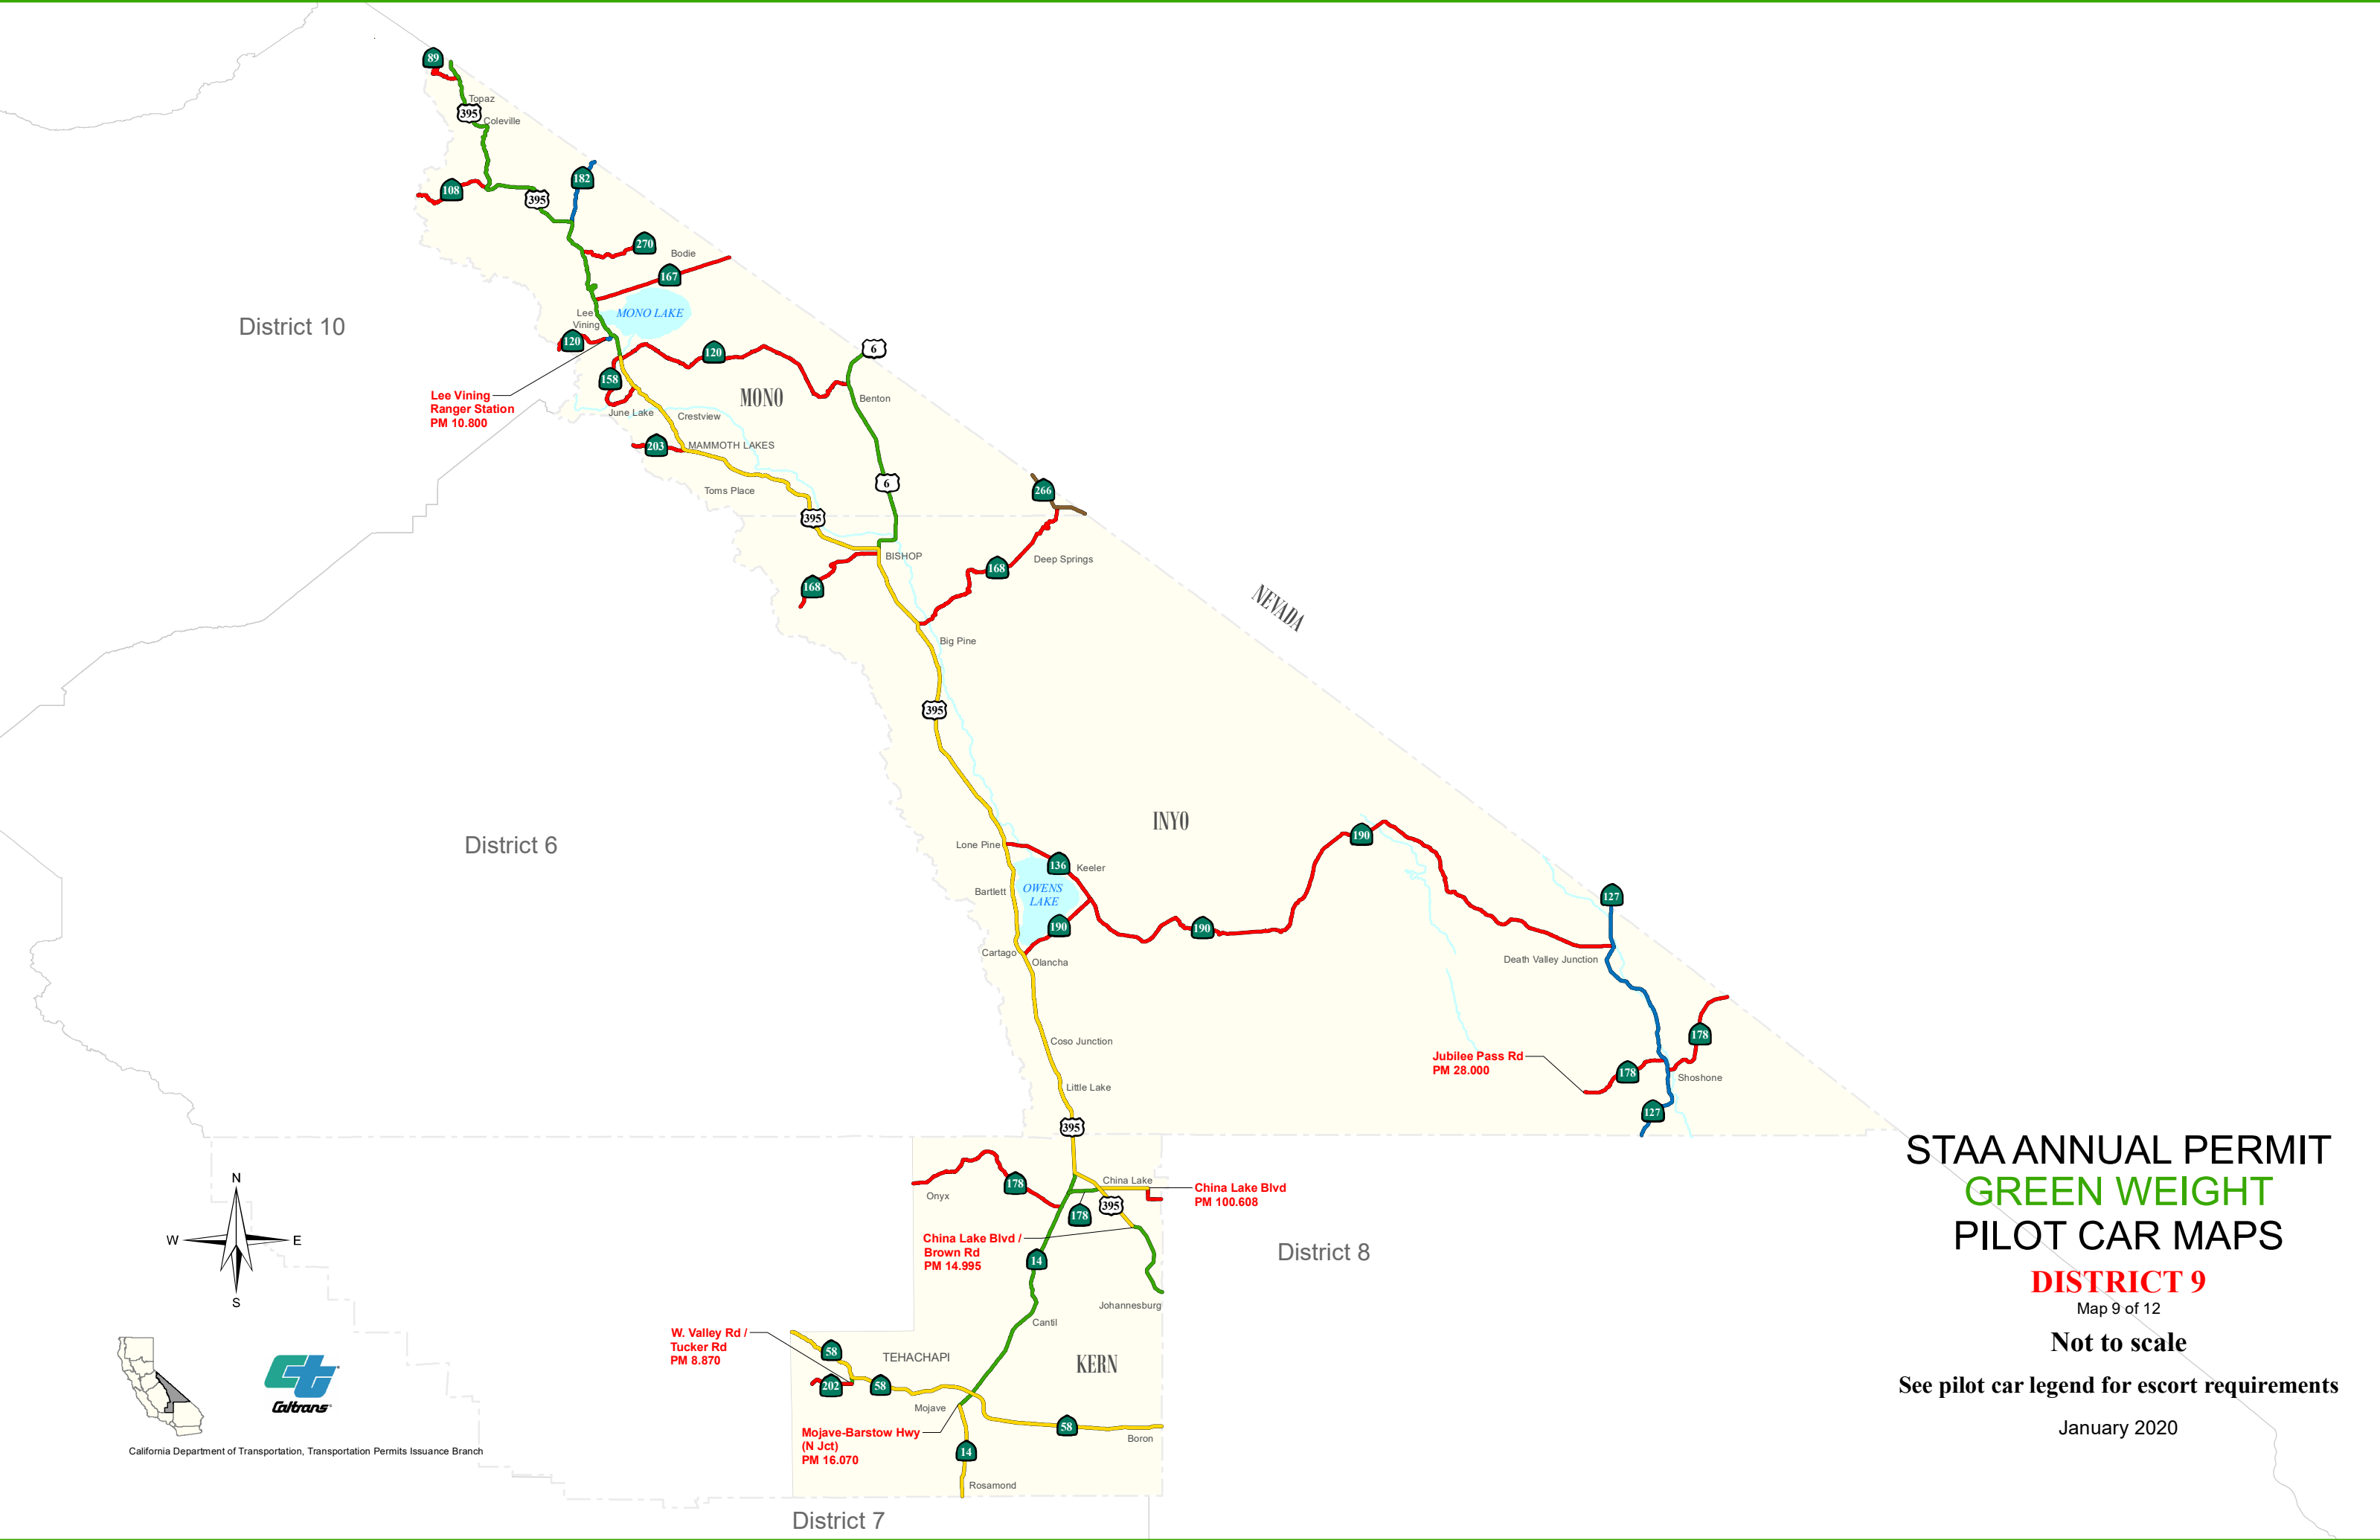 89
Topaz
395
Coleville
182
108
395
270
Bodie
167
MONO LAKE
Lee
Vining
District 10
120
120
6
158
MONO
Benton
Lee Vining
Ranger Station
PM 10.800
June Lake
Crestview
203
MAMMOTH LAKES
Toms Place
6
266
395
BISHOP
Deep Springs
168
168
NEVADA
Big Pine
395
INYO
190
District 6
Lone Pine
136
Keeler
Bartlett
OWENS
LAKE
127
190
190
Cartago
Olancha
Death Valley Junction
Coso Junction
178
Jubilee Pass Rd
PM 28.000
178
Shoshone
Little Lake
127
395
STAA ANNUAL PERMIT
GREEN WEIGHT
PILOT CAR MAPS
DISTRICT 9
Map 9 of 12
Not to scale
See pilot car legend for escort requirements
January 2020
N
W
E
S
178
Onyx
China Lake
China Lake Blvd
PM 100.608
395
178
China Lake Blvd /
Brown Rd
PM 14.995
District 8
14
Johannesburg
Cantil
W. Valley Rd /
Tucker Rd
PM 8.870
58
TEHACHAPI
KERN
202
58
Mojave
Mojave-Barstow Hwy
(N Jct)
PM 16.070
58
Boron
14
Rosamond
District 7
ct
Caltrans
California Department of Transportation, Transportation Permits Issuance Branch